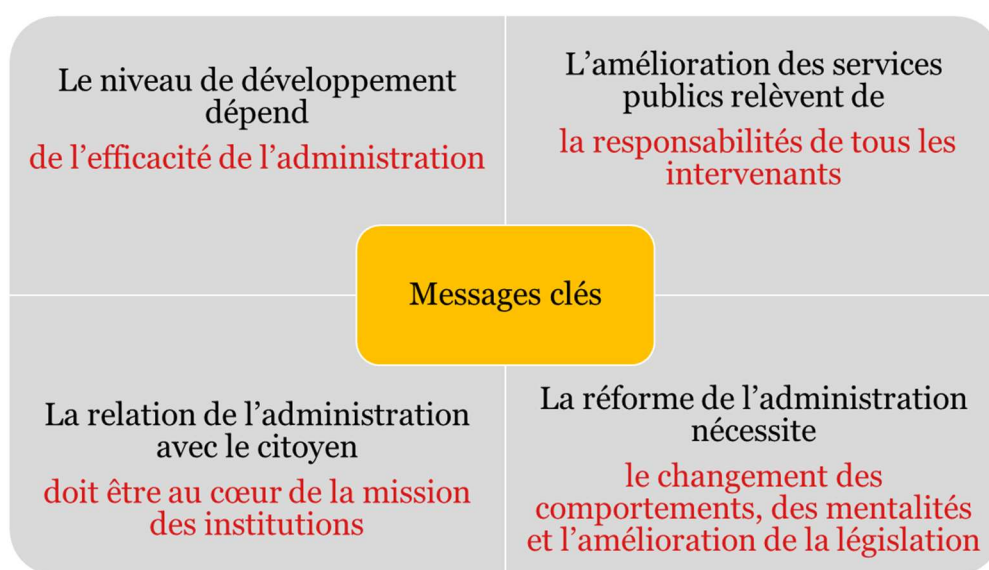 Le niveau de développement
dépend
de l’efficacité de l’administration
L’amélioration des services
publics relèvent de
la responsabilités de tous les
intervenants
Messages clés
La relation de l’administration
avec le citoyen
doit être au cœur de la mission
des institutions
La réforme de l’administration
nécessite
le changement des
comportements, des mentalités
et l’amélioration de la législation